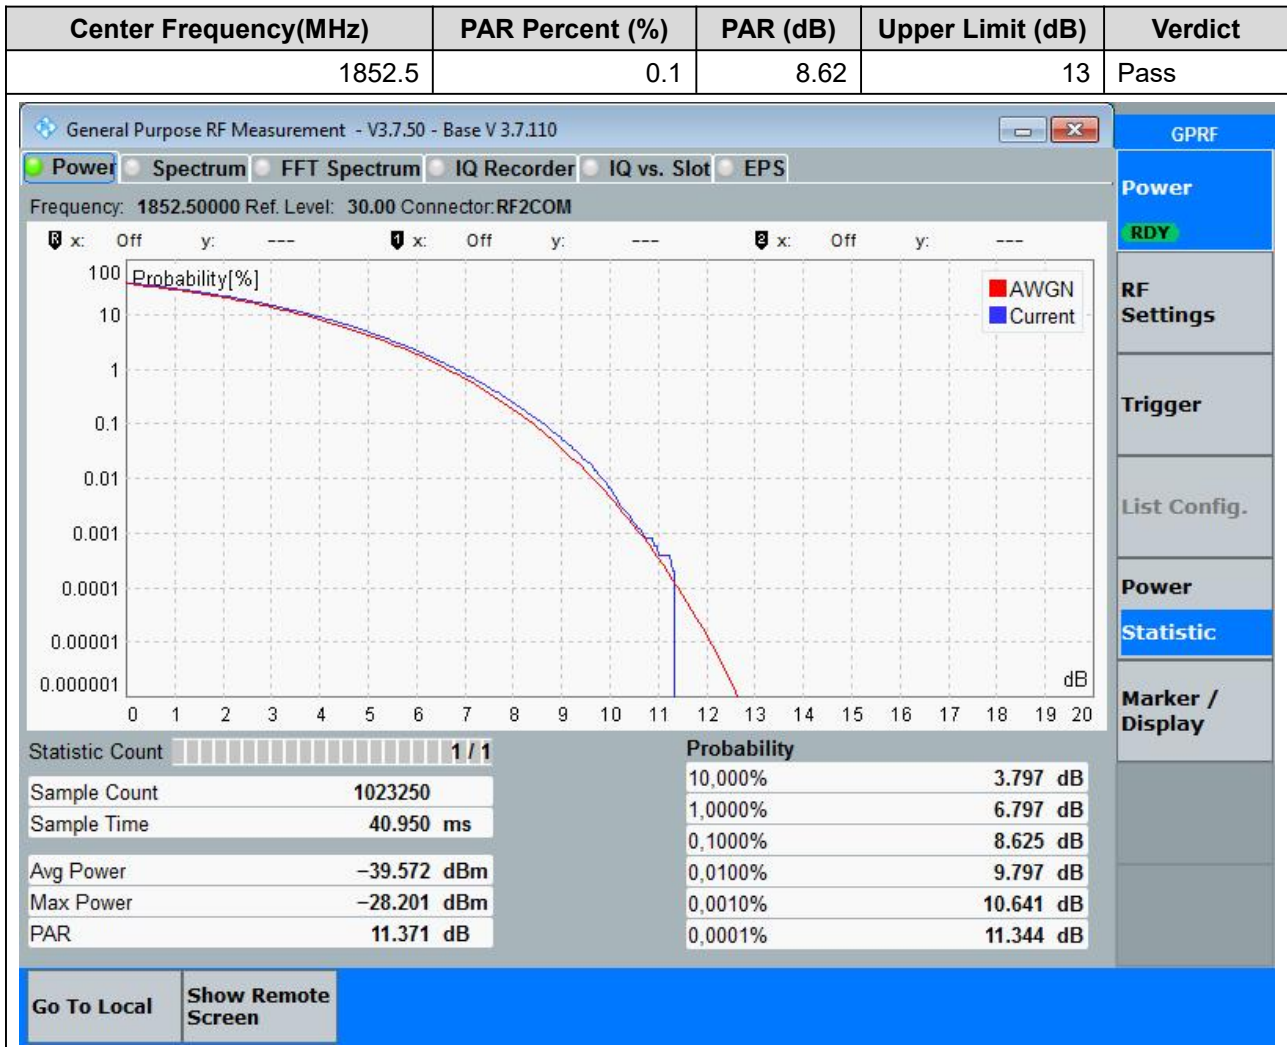 Center Frequency(MHz) PAR Percent (%) PAR (dB) Upper Limit (dB) Verdict
1852.5 0.1 8.62 13 Pass
General Purpose RF Measurement - V3.7.50 - Base V 3.7.110
GPRF
Power Spectrum FFT Spectrum IQ Recorder IQ vs. Slot EPS
Frequency: 1852.50000 Ref. Level: 30.00 Connector:RF2COM
Power
RDY
R x: Off y: --- 1 x: Off y: --- 2 x: Off y: ---
Probability[%]
100
10
1
0.1
0.01
0.001
0.0001
0.00001
0.000001
AWGN
Current
dB
0 1 2 3 4 5 6 7 8 9 10 11 12 13 14 15 16 17 18 19 20
RF
Settings
Trigger
List Config.
Power
Statistic
Marker /
Display
Statistic Count 1 / 1
Sample Count 1023250
Sample Time 40.950 ms
Avg Power −39.572 dBm
Max Power −28.201 dBm
PAR 11.371 dB
Probability
10,000% 3.797 dB
1,0000% 6.797 dB
0,1000% 8.625 dB
0,0100% 9.797 dB
0,0010% 10.641 dB
0,0001% 11.344 dB
Go To Local
Show Remote
Screen